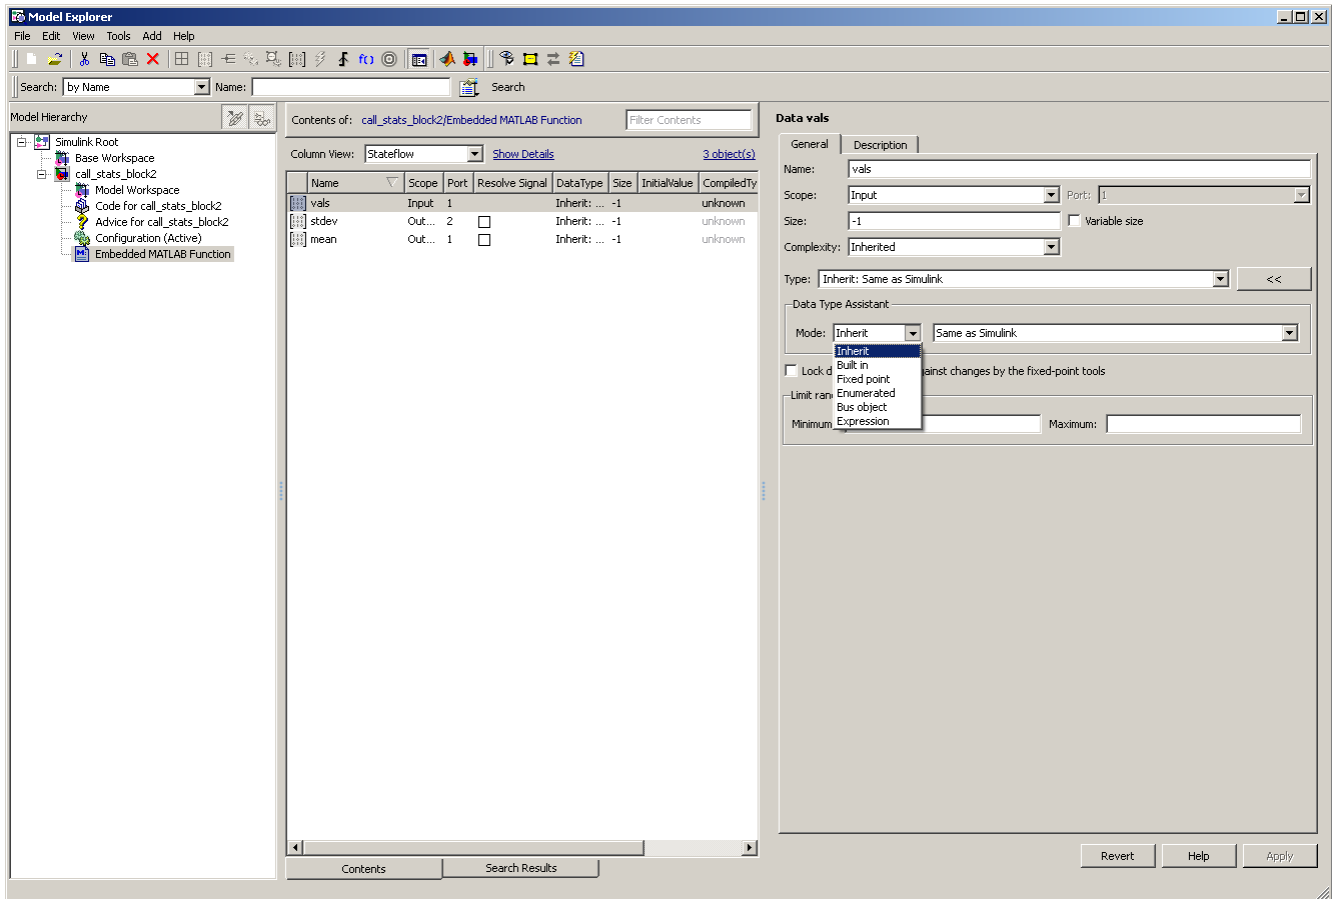 Model Explorer
File Edit View Tools Add Help
f()
Search: by Name Name: Search
Model Hierarchy
Simulink Root
Base Workspace
call_stats_block2
Model Workspace
Code for call_stats_block2
Advice for call_stats_block2
Configuration (Active)
Embedded MATLAB Function
Contents of: call_stats_block2/Embedded MATLAB Function Filter Contents
Column View: Stateflow Show Details 3 object(s)
Name Scope Port Resolve Signal DataType Size InitialValue CompiledTy
vals Input 1 Inherit: ... -1 unknown
stdev Out... 2 Inherit: ... -1 unknown
mean Out... 1 Inherit: ... -1 unknown
Contents Search Results
Data vals
General Description
Name: vals
Scope: Input Port: 1
Size: -1 Variable size
Complexity: Inherited
Type: Inherit: Same as Simulink <<
Data Type Assistant
Mode: Inherit Same as Simulink
Inherit
Built in
Fixed point
Enumerated
Bus object
Expression
Lock d ainst changes by the fixed-point tools
Limit ran
Minimum Maximum:
Revert Help Apply